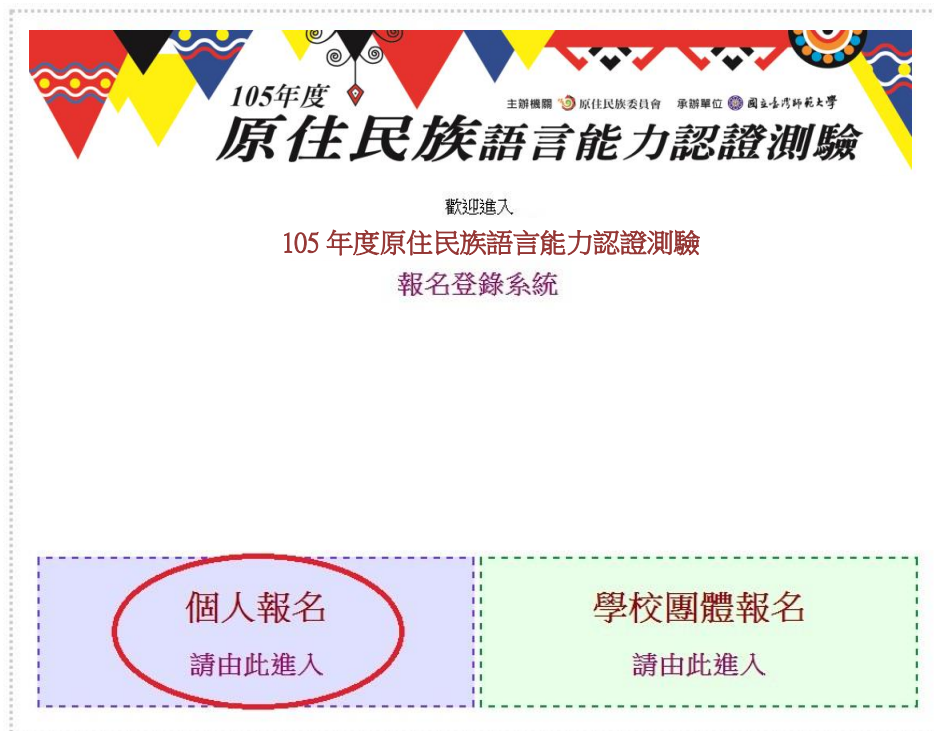 105年度
主辦機關 原住民族委員會 承辦單位 國立臺灣師範大學
原住民族語言能力認證測驗
歡迎進入
105 年度原住民族語言能力認證測驗
報名登錄系統
個人報名
請由此進入
學校團體報名
請由此進入